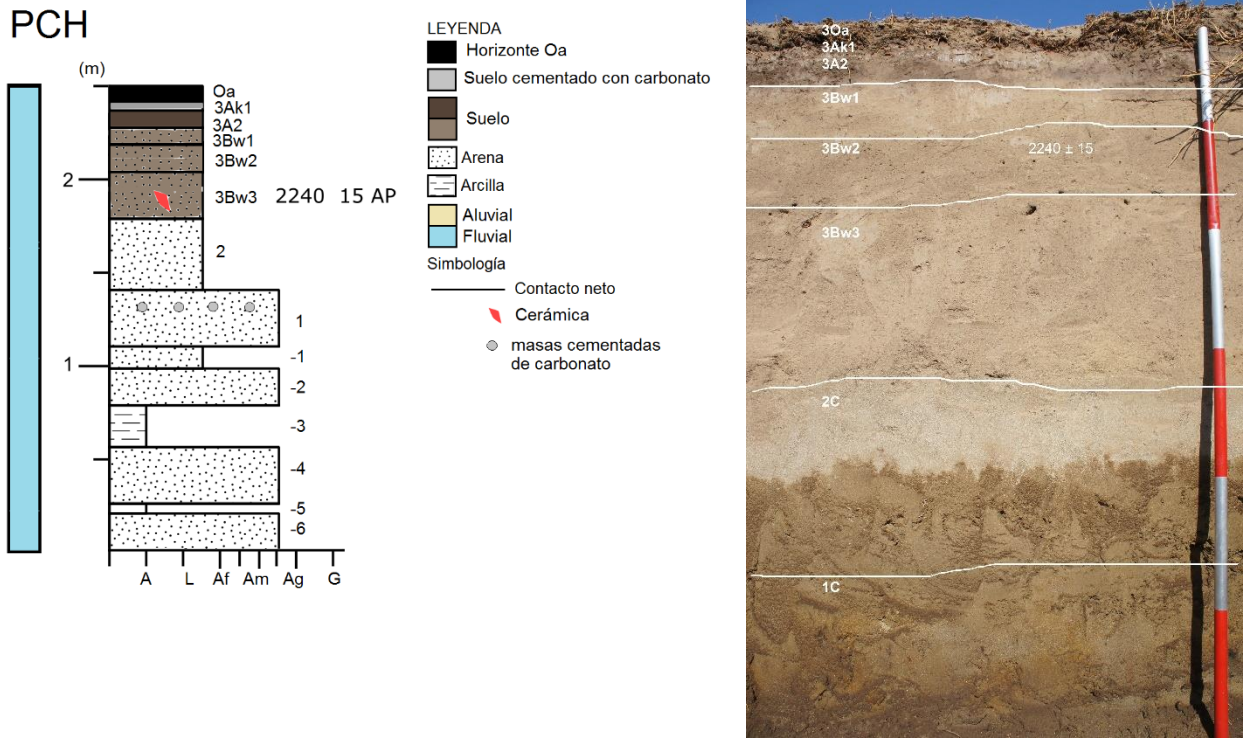 PCH
(m)
2
1
Oa
3Ak1
3A2
3Bw1
3Bw2
3Bw3 2240 15 AP
2
1
-1
-2
-3
-4
-5
-6
A L Af Am Ag G
LEYENDA
Horizonte Oa
Suelo cementado con carbonato
Suelo
Arena
Arcilla
Aluvial
Fluvial
Simbología
Contacto neto
Cerámica
masas cementadas
de carbonato
3Oa
3Ak1
3A2
3Bw1
3Bw2 2240 ± 15
3Bw3
2C
1C